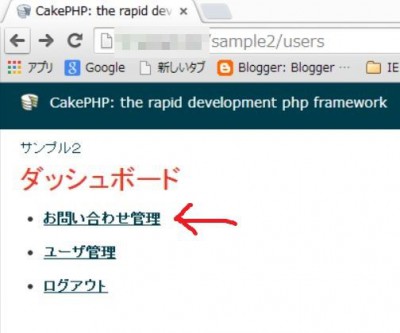 CakePHP: the rapid dev
/sample2/users
アプリ Google 新しいタブ Blogger: Blogger … IE
CakePHP: the rapid development php framework
サンプル２
ダッシュボード
お問い合わせ管理
ユーザ管理
ログアウト